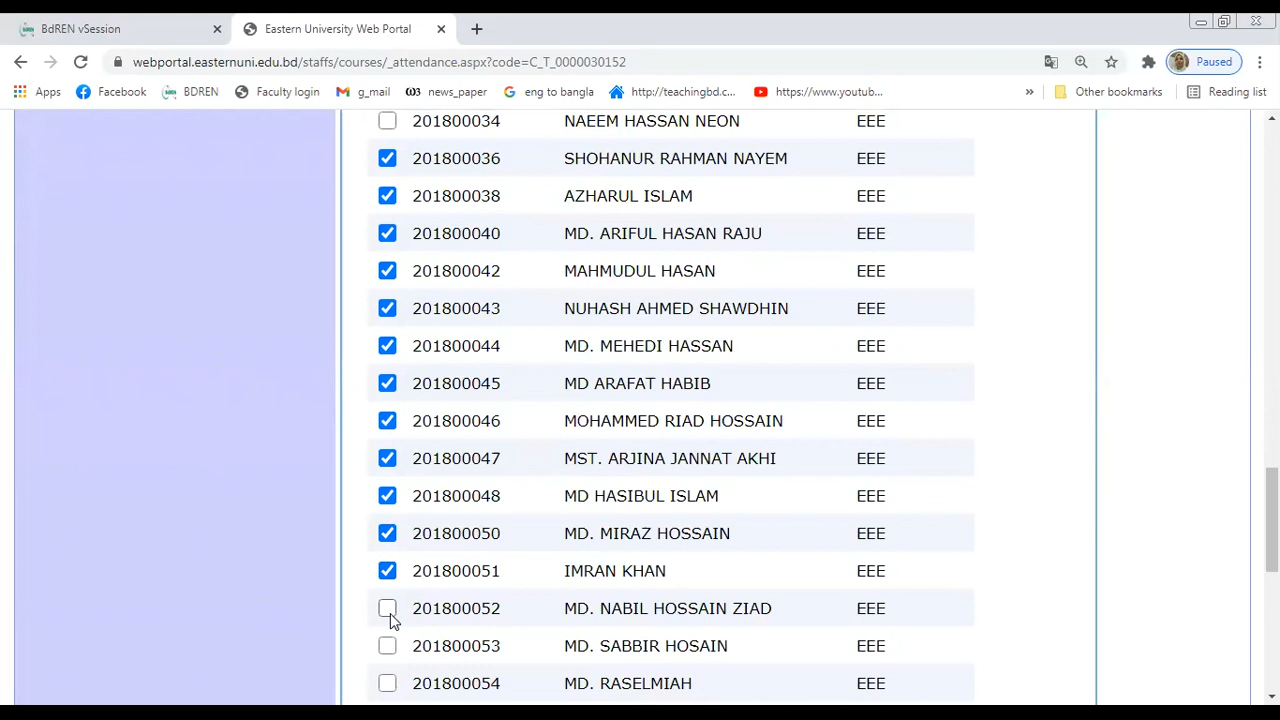 BdREN vSession
Eastern University Web Portal
webportal.easternuni.edu.bd/staffs/courses/_attendance.aspx?code=C_T_0000030152
Paused
Apps Facebook BDREN Faculty login g_mail news_paper eng to bangla http://teachingbd.c... https://www.youtub... » Other bookmarks Reading list
201800034 NAEEM HASSAN NEON EEE
201800036 SHOHANUR RAHMAN NAYEM EEE
201800038 AZHARUL ISLAM EEE
201800040 MD. ARIFUL HASAN RAJU EEE
201800042 MAHMUDUL HASAN EEE
201800043 NUHASH AHMED SHAWDHIN EEE
201800044 MD. MEHEDI HASSAN EEE
201800045 MD ARAFAT HABIB EEE
201800046 MOHAMMED RIAD HOSSAIN EEE
201800047 MST. ARJINA JANNAT AKHI EEE
201800048 MD HASIBUL ISLAM EEE
201800050 MD. MIRAZ HOSSAIN EEE
201800051 IMRAN KHAN EEE
201800052 MD. NABIL HOSSAIN ZIAD EEE
201800053 MD. SABBIR HOSAIN EEE
201800054 MD. RASELMIAH EEE